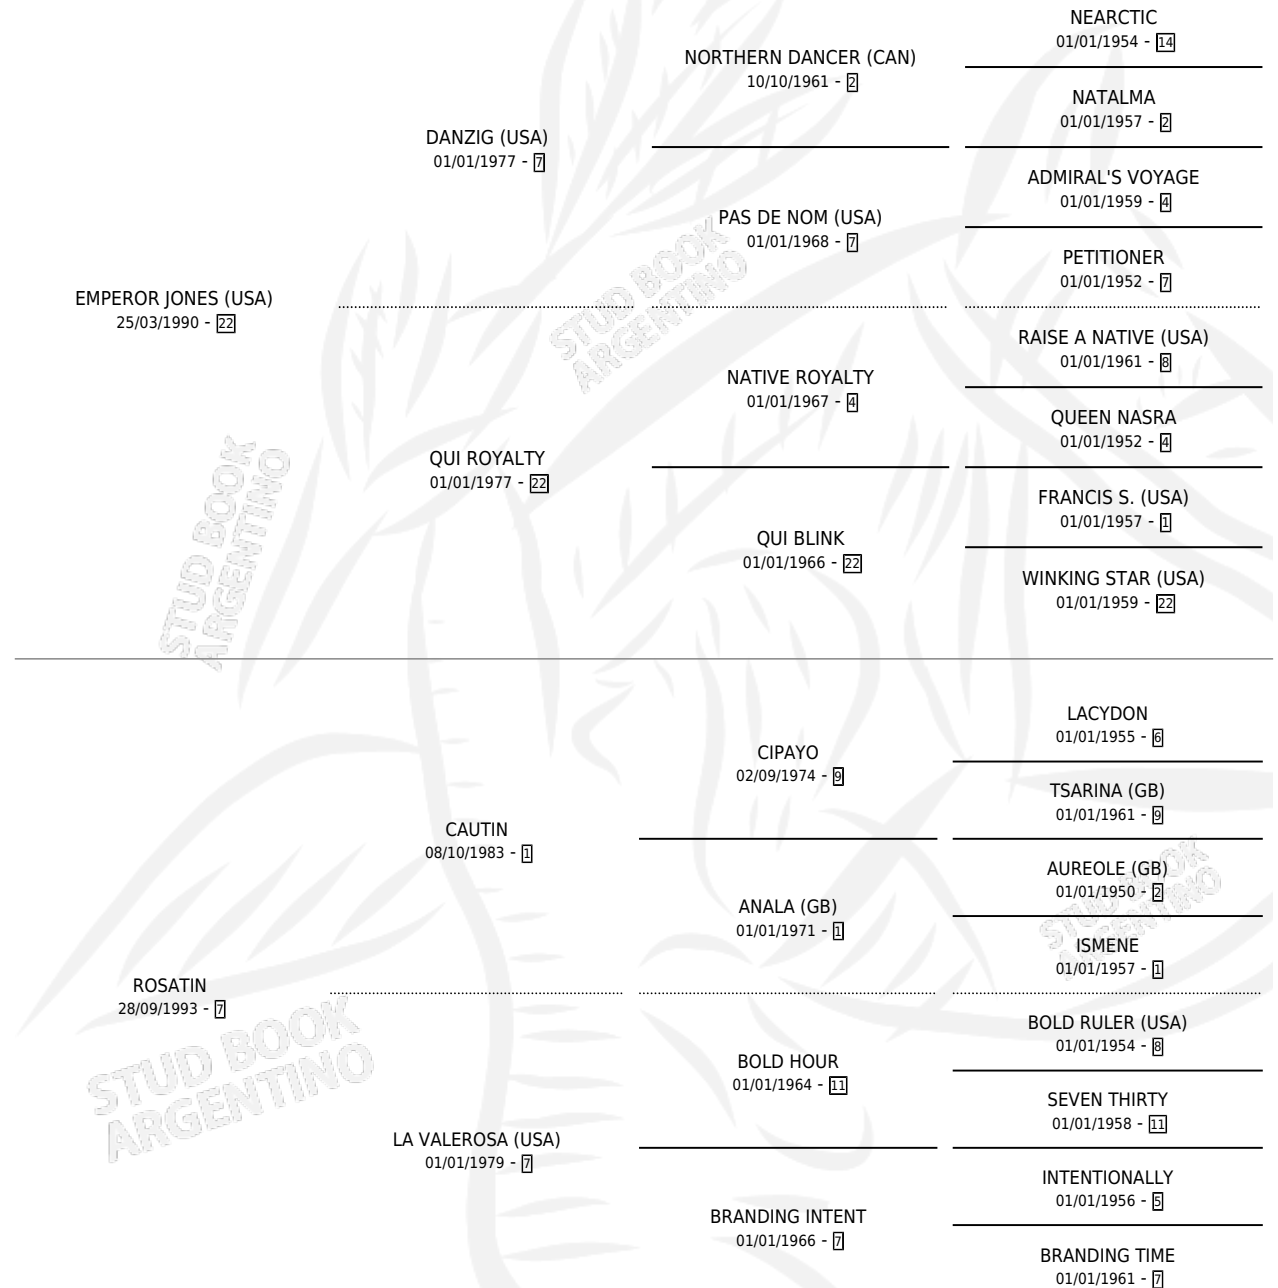 NEARCTIC
01/01/1954 - 14
NORTHERN DANCER (CAN)
10/10/1961 - 2
NATALMA
01/01/1957 - 2
DANZIG (USA)
01/01/1977 - 7
ADMIRAL'S VOYAGE
01/01/1959 - 4
PAS DE NOM (USA)
01/01/1968 - 7
PETITIONER
01/01/1952 - 7
EMPEROR JONES (USA)
25/03/1990 - 22
STUD BOOK
ARGENTINO
RAISE A NATIVE (USA)
01/01/1961 - 8
NATIVE ROYALTY
01/01/1967 - 4
QUEEN NASRA
01/01/1952 - 4
QUI ROYALTY
01/01/1977 - 22
FRANCIS S. (USA)
01/01/1957 - 1
QUI BLINK
01/01/1966 - 22
WINKING STAR (USA)
01/01/1959 - 22
STUD BOOK
ARGENTINO
LACYDON
01/01/1955 - 6
CIPAYO
02/09/1974 - 9
TSARINA (GB)
01/01/1961 - 9
CAUTIN
08/10/1983 - 1
AUREOLE (GB)
01/01/1950 - 2
ANALA (GB)
01/01/1971 - 1
STUD BOOK
ARGENTINO
ISMENE
01/01/1957 - 1
ROSATIN
28/09/1993 - 7
STUD BOOK
ARGENTINO
BOLD RULER (USA)
01/01/1954 - 8
BOLD HOUR
01/01/1964 - 11
SEVEN THIRTY
01/01/1958 - 11
LA VALEROSA (USA)
01/01/1979 - 7
INTENTIONALLY
01/01/1956 - 5
BRANDING INTENT
01/01/1966 - 7
BRANDING TIME
01/01/1961 - 7